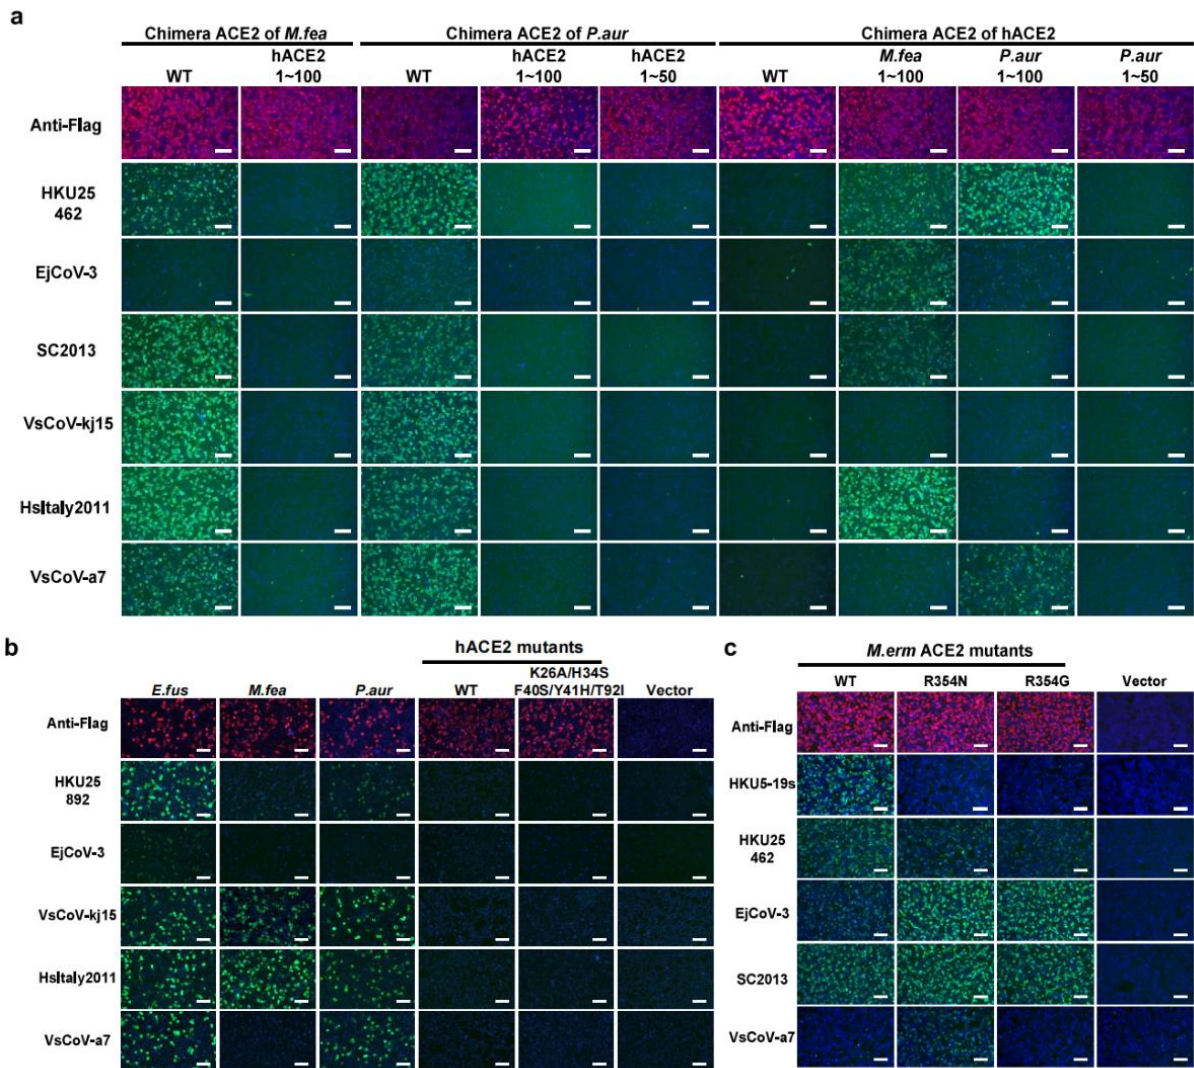 a
Chimera ACE2 of M.fea
Chimera ACE2 of P.aur
Chimera ACE2 of hACE2
WT
hACE2
1~100
WT
hACE2
1~100
hACE2
1~50
WT
M.fea
1~100
P.aur
1~100
P.aur
1~50
Anti-Flag
HKU25
462
EjCoV-3
SC2013
VsCoV-kj15
HsItaly2011
VsCoV-a7
b
hACE2 mutants
E.fus
M.fea
P.aur
WT
K26A/H34S
F40S/Y41H/T92I
Vector
Anti-Flag
HKU25
892
EjCoV-3
VsCoV-kj15
HsItaly2011
VsCoV-a7
c
M.erm ACE2 mutants
WT
R354N
R354G
Vector
Anti-Flag
HKU5-19s
HKU25
462
EjCoV-3
SC2013
VsCoV-a7